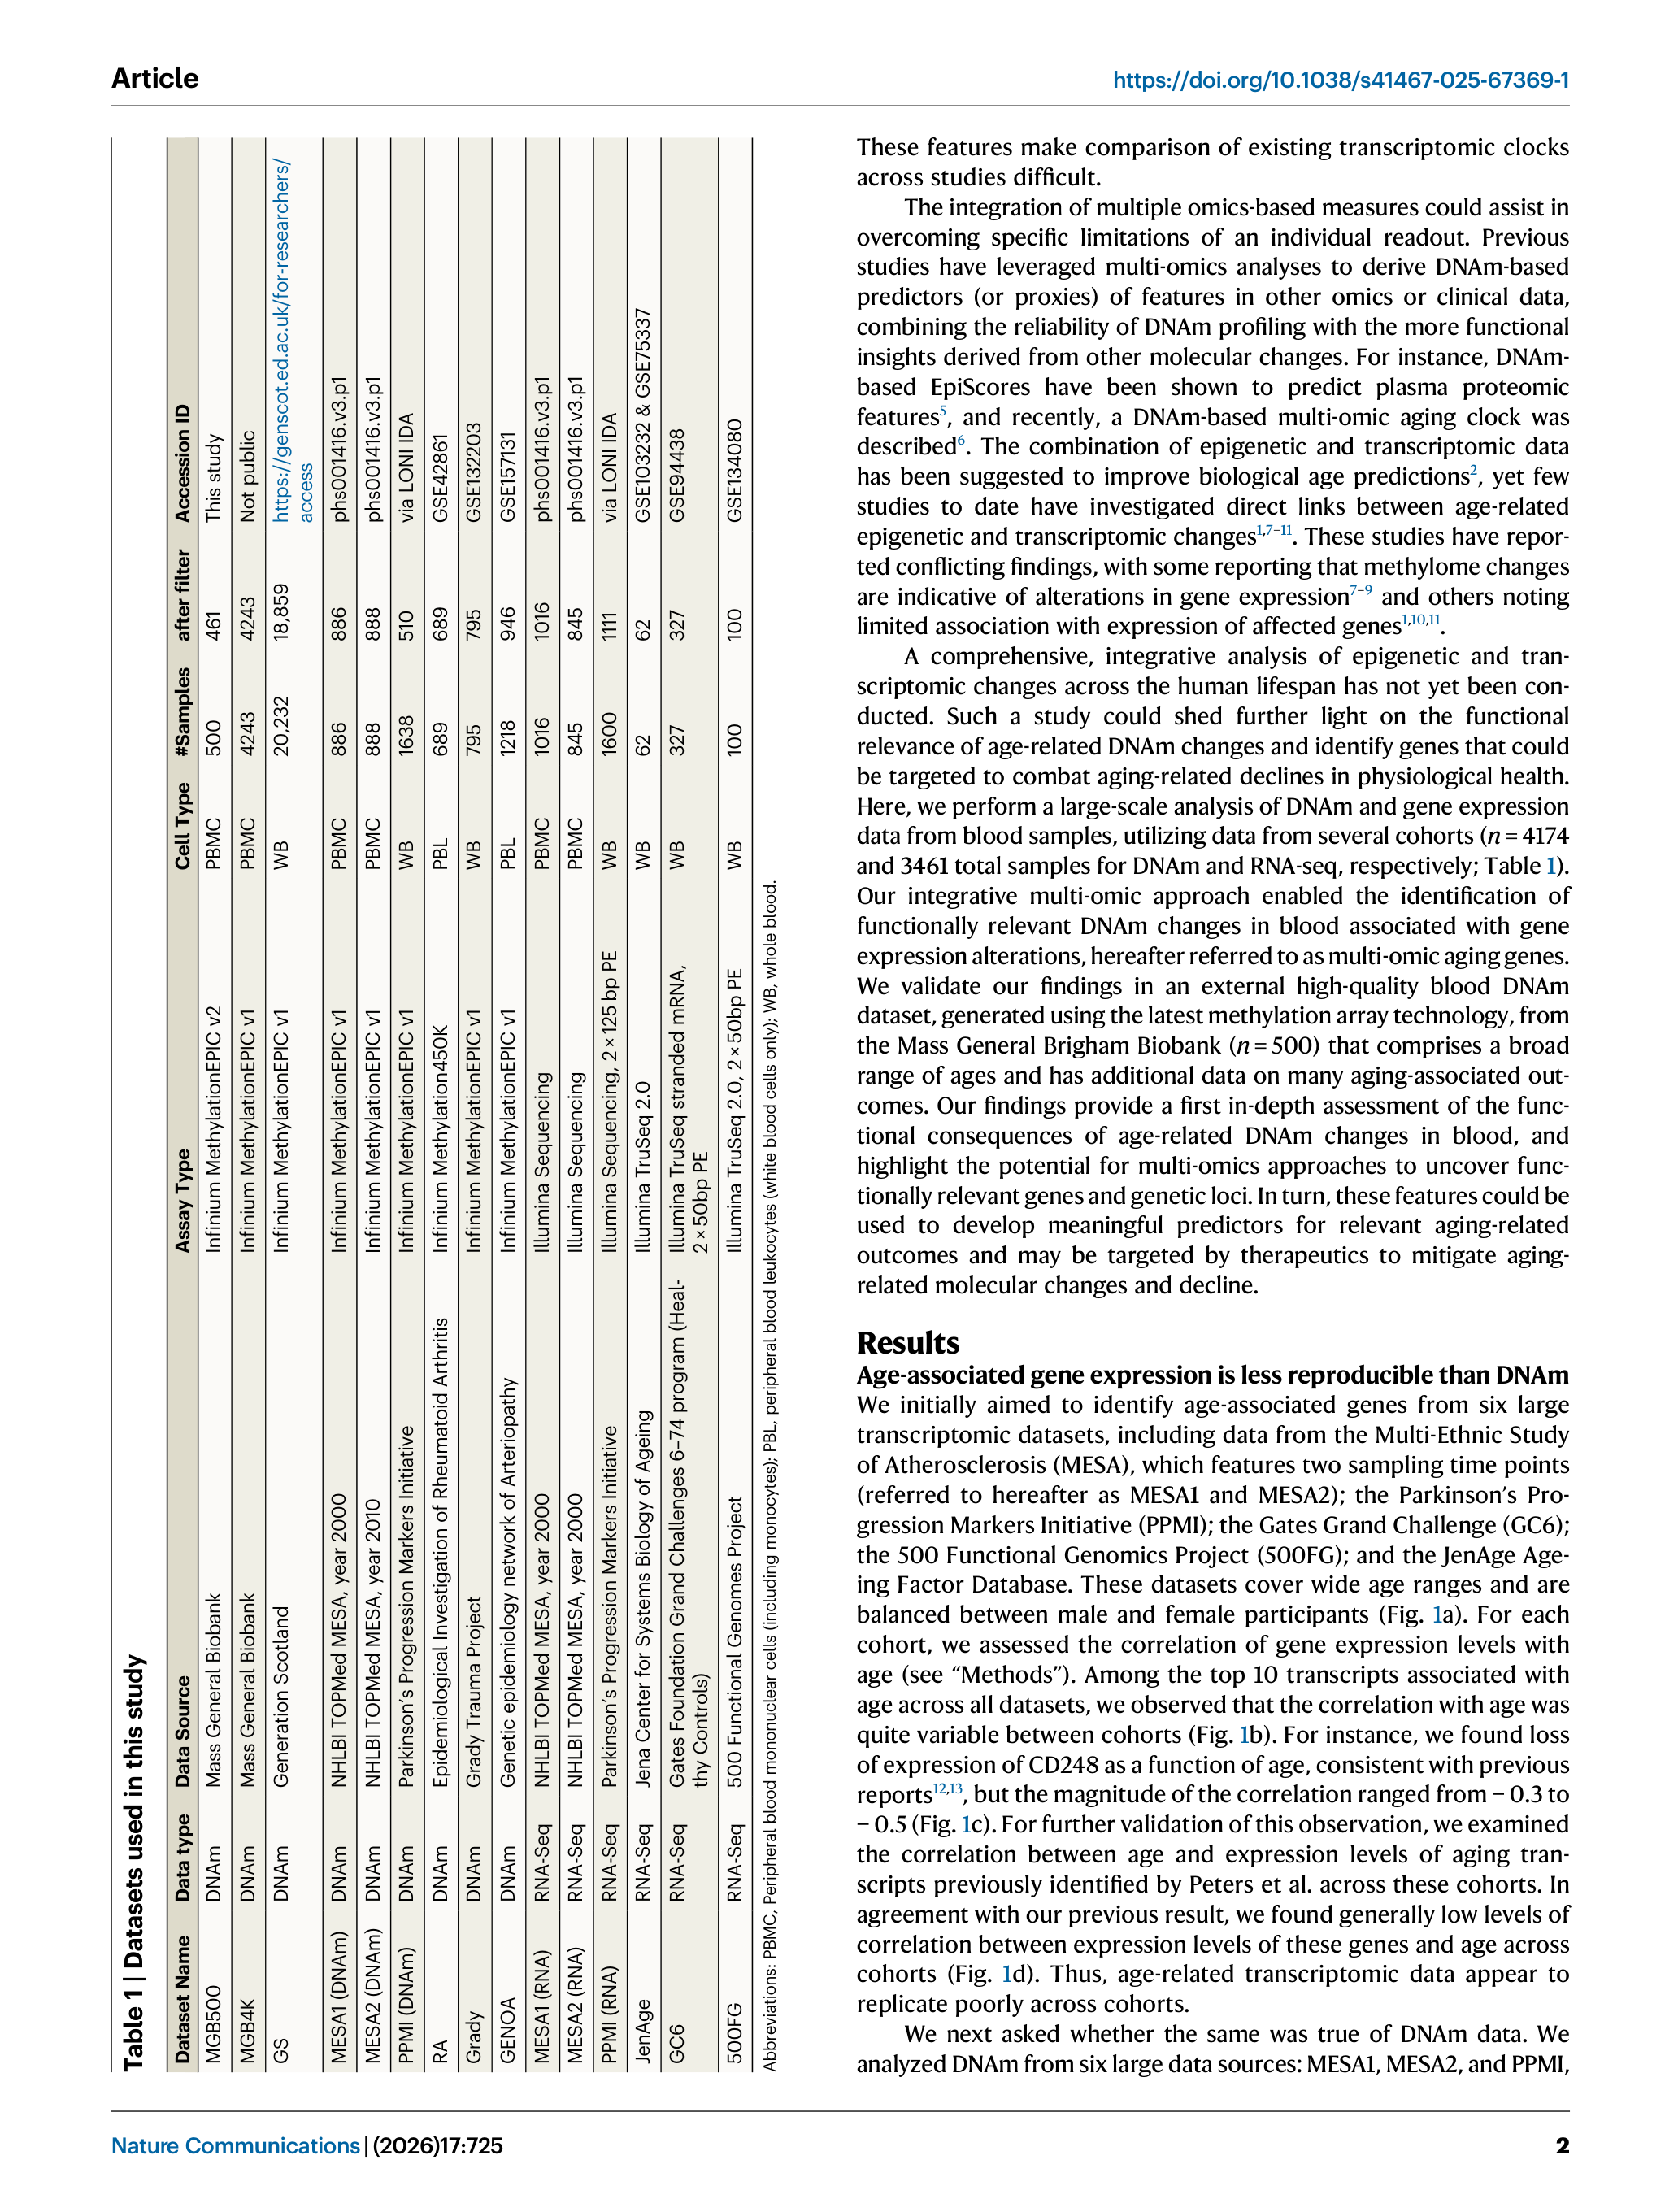 Article
https://doi.org/10.1038/s41467-025-67369-1
Table 1 | Datasets used in this study
Dataset Name Data type Data Source Assay Type Cell Type #Samples after filter Accession ID
MGB500 DNAm Mass General Biobank Infinium MethylationEPIC v2 PBMC 500 461 This study
MGB4K DNAm Mass General Biobank Infinium MethylationEPIC v1 PBMC 4243 4243 Not public
GS DNAm Generation Scotland Infinium MethylationEPIC v1 WB 20,232 18,859 https://genscot.ed.ac.uk/for-researchers/
access
MESA1 (DNAm) DNAm NHLBI TOPMed MESA, year 2000 Infinium MethylationEPIC v1 PBMC 886 886 phs001416.v3.p1
MESA2 (DNAm) DNAm NHLBI TOPMed MESA, year 2010 Infinium MethylationEPIC v1 PBMC 888 888 phs001416.v3.p1
PPMI (DNAm) DNAm Parkinson's Progression Markers Initiative Infinium MethylationEPIC v1 WB 1638 510 via LONI IDA
RA DNAm Epidemiological Investigation of Rheumatoid Arthritis Infinium Methylation450K PBL 689 689 GSE42861
Grady DNAm Grady Trauma Project Infinium MethylationEPIC v1 WB 795 795 GSE132203
GENOA DNAm Genetic epidemiology network of Arteriopathy Infinium MethylationEPIC v1 PBL 1218 946 GSE157131
MESA1 (RNA) RNA-Seq NHLBI TOPMed MESA, year 2000 Illumina Sequencing PBMC 1016 1016 phs001416.v3.p1
MESA2 (RNA) RNA-Seq NHLBI TOPMed MESA, year 2000 Illumina Sequencing PBMC 845 845 phs001416.v3.p1
PPMI (RNA) RNA-Seq Parkinson's Progression Markers Initiative Illumina Sequencing, 2 × 125 bp PE WB 1600 1111 via LONI IDA
JenAge RNA-Seq Jena Center for Systems Biology of Ageing Illumina TruSeq 2.0 WB 62 62 GSE103232 & GSE75337
GC6 RNA-Seq Gates Foundation Grand Challenges 6–74 program (Heal- Illumina TruSeq stranded mRNA, WB 327 327 GSE94438
thy Controls) 2 × 50bp PE
500FG RNA-Seq 500 Functional Genomes Project Illumina TruSeq 2.0, 2 × 50bp PE WB 100 100 GSE134080
Abbreviations: PBMC, Peripheral blood mononuclear cells (including monocytes); PBL, peripheral blood leukocytes (white blood cells only); WB, whole blood.
These features make comparison of existing transcriptomic clocks
across studies difficult.
The integration of multiple omics-based measures could assist in
overcoming specific limitations of an individual readout. Previous
studies have leveraged multi-omics analyses to derive DNAm-based
predictors (or proxies) of features in other omics or clinical data,
combining the reliability of DNAm profiling with the more functional
insights derived from other molecular changes. For instance, DNAm-
based EpiScores have been shown to predict plasma proteomic
features5, and recently, a DNAm-based multi-omic aging clock was
described6. The combination of epigenetic and transcriptomic data
has been suggested to improve biological age predictions2, yet few
studies to date have investigated direct links between age-related
epigenetic and transcriptomic changes1,7–11. These studies have repor-
ted conflicting findings, with some reporting that methylome changes
are indicative of alterations in gene expression7–9 and others noting
limited association with expression of affected genes1,10,11.
A comprehensive, integrative analysis of epigenetic and tran-
scriptomic changes across the human lifespan has not yet been con-
ducted. Such a study could shed further light on the functional
relevance of age-related DNAm changes and identify genes that could
be targeted to combat aging-related declines in physiological health.
Here, we perform a large-scale analysis of DNAm and gene expression
data from blood samples, utilizing data from several cohorts (n = 4174
and 3461 total samples for DNAm and RNA-seq, respectively; Table 1).
Our integrative multi-omic approach enabled the identification of
functionally relevant DNAm changes in blood associated with gene
expression alterations, hereafter referred to as multi-omic aging genes.
We validate our findings in an external high-quality blood DNAm
dataset, generated using the latest methylation array technology, from
the Mass General Brigham Biobank (n = 500) that comprises a broad
range of ages and has additional data on many aging-associated out-
comes. Our findings provide a first in-depth assessment of the func-
tional consequences of age-related DNAm changes in blood, and
highlight the potential for multi-omics approaches to uncover func-
tionally relevant genes and genetic loci. In turn, these features could be
used to develop meaningful predictors for relevant aging-related
outcomes and may be targeted by therapeutics to mitigate aging-
related molecular changes and decline.
Results
Age-associated gene expression is less reproducible than DNAm
We initially aimed to identify age-associated genes from six large
transcriptomic datasets, including data from the Multi-Ethnic Study
of Atherosclerosis (MESA), which features two sampling time points
(referred to hereafter as MESA1 and MESA2); the Parkinson's Pro-
gression Markers Initiative (PPMI); the Gates Grand Challenge (GC6);
the 500 Functional Genomics Project (500FG); and the JenAge Age-
ing Factor Database. These datasets cover wide age ranges and are
balanced between male and female participants (Fig. 1a). For each
cohort, we assessed the correlation of gene expression levels with
age (see “Methods”). Among the top 10 transcripts associated with
age across all datasets, we observed that the correlation with age was
quite variable between cohorts (Fig. 1b). For instance, we found loss
of expression of CD248 as a function of age, consistent with previous
reports12,13, but the magnitude of the correlation ranged from − 0.3 to
− 0.5 (Fig. 1c). For further validation of this observation, we examined
the correlation between age and expression levels of aging tran-
scripts previously identified by Peters et al. across these cohorts. In
agreement with our previous result, we found generally low levels of
correlation between expression levels of these genes and age across
cohorts (Fig. 1d). Thus, age-related transcriptomic data appear to
replicate poorly across cohorts.
We next asked whether the same was true of DNAm data. We
analyzed DNAm from six large data sources: MESA1, MESA2, and PPMI,
Nature Communications | (2026)17:725
2